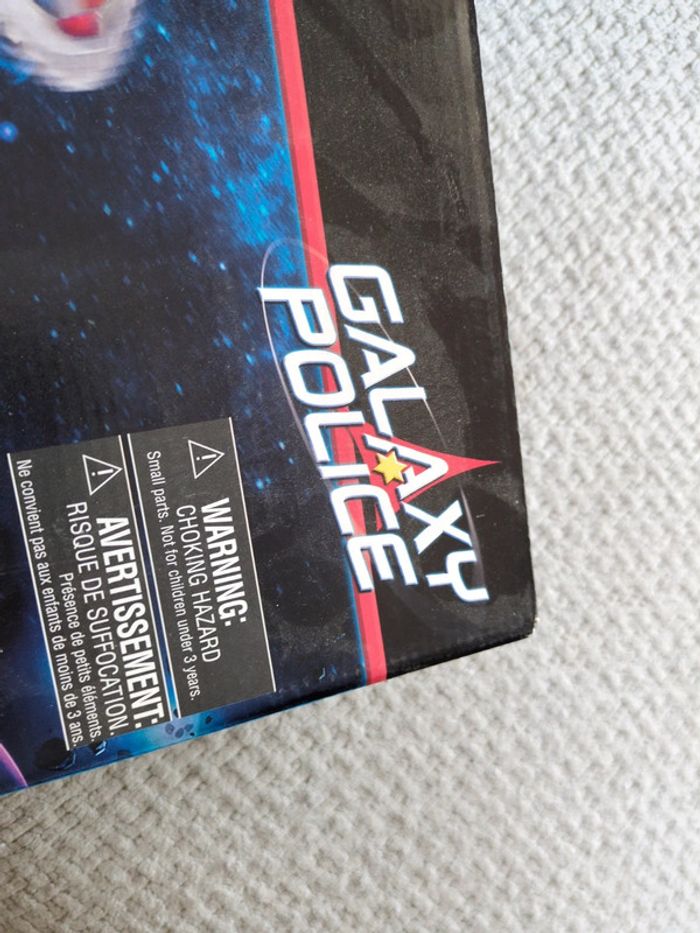 GALAXY
POLICE
WARNING:
CHOKING HAZARD
Small parts. Not for children under 3 years.
AVERTISSEMENT:
RISQUE DE SUFFOCATION.
Présence de petits éléments.
Ne convient pas aux enfants de moins de 3 ans.